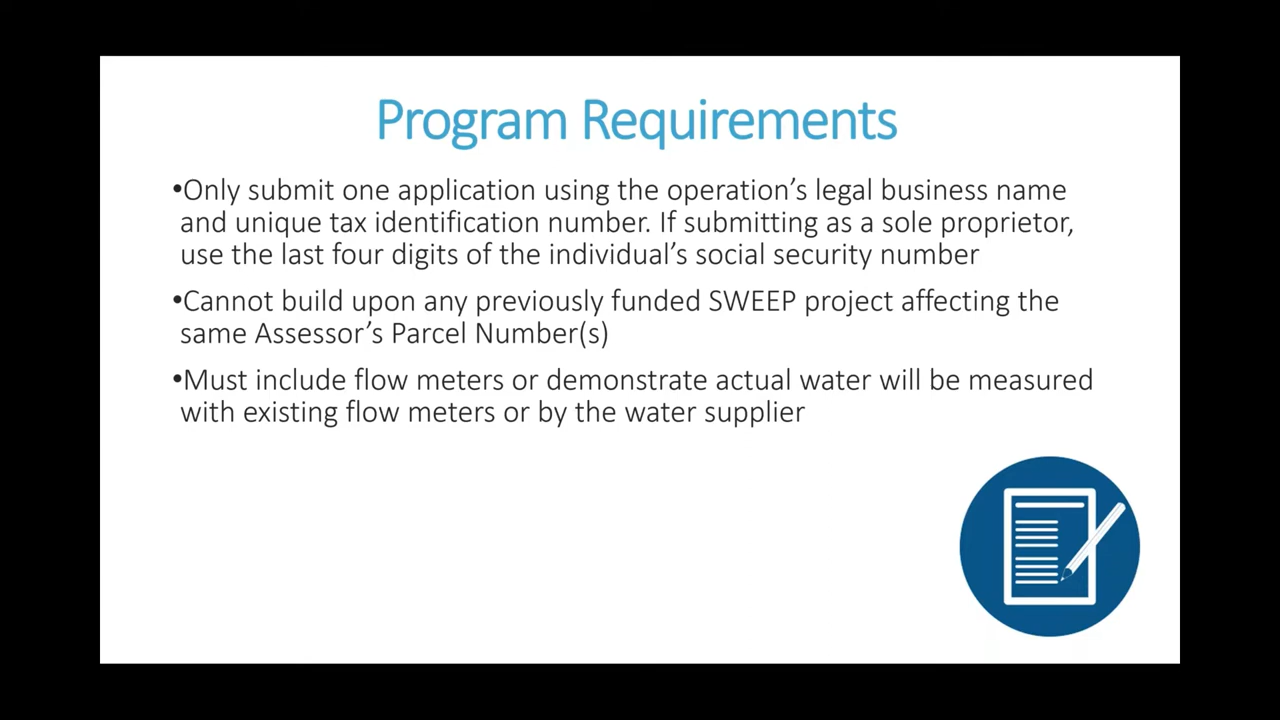 Program Requirements
•Only submit one application using the operation’s legal business name
and unique tax identification number. If submitting as a sole proprietor,
use the last four digits of the individual’s social security number
•Cannot build upon any previously funded SWEEP project affecting the
same Assessor’s Parcel Number(s)
•Must include flow meters or demonstrate actual water will be measured
with existing flow meters or by the water supplier